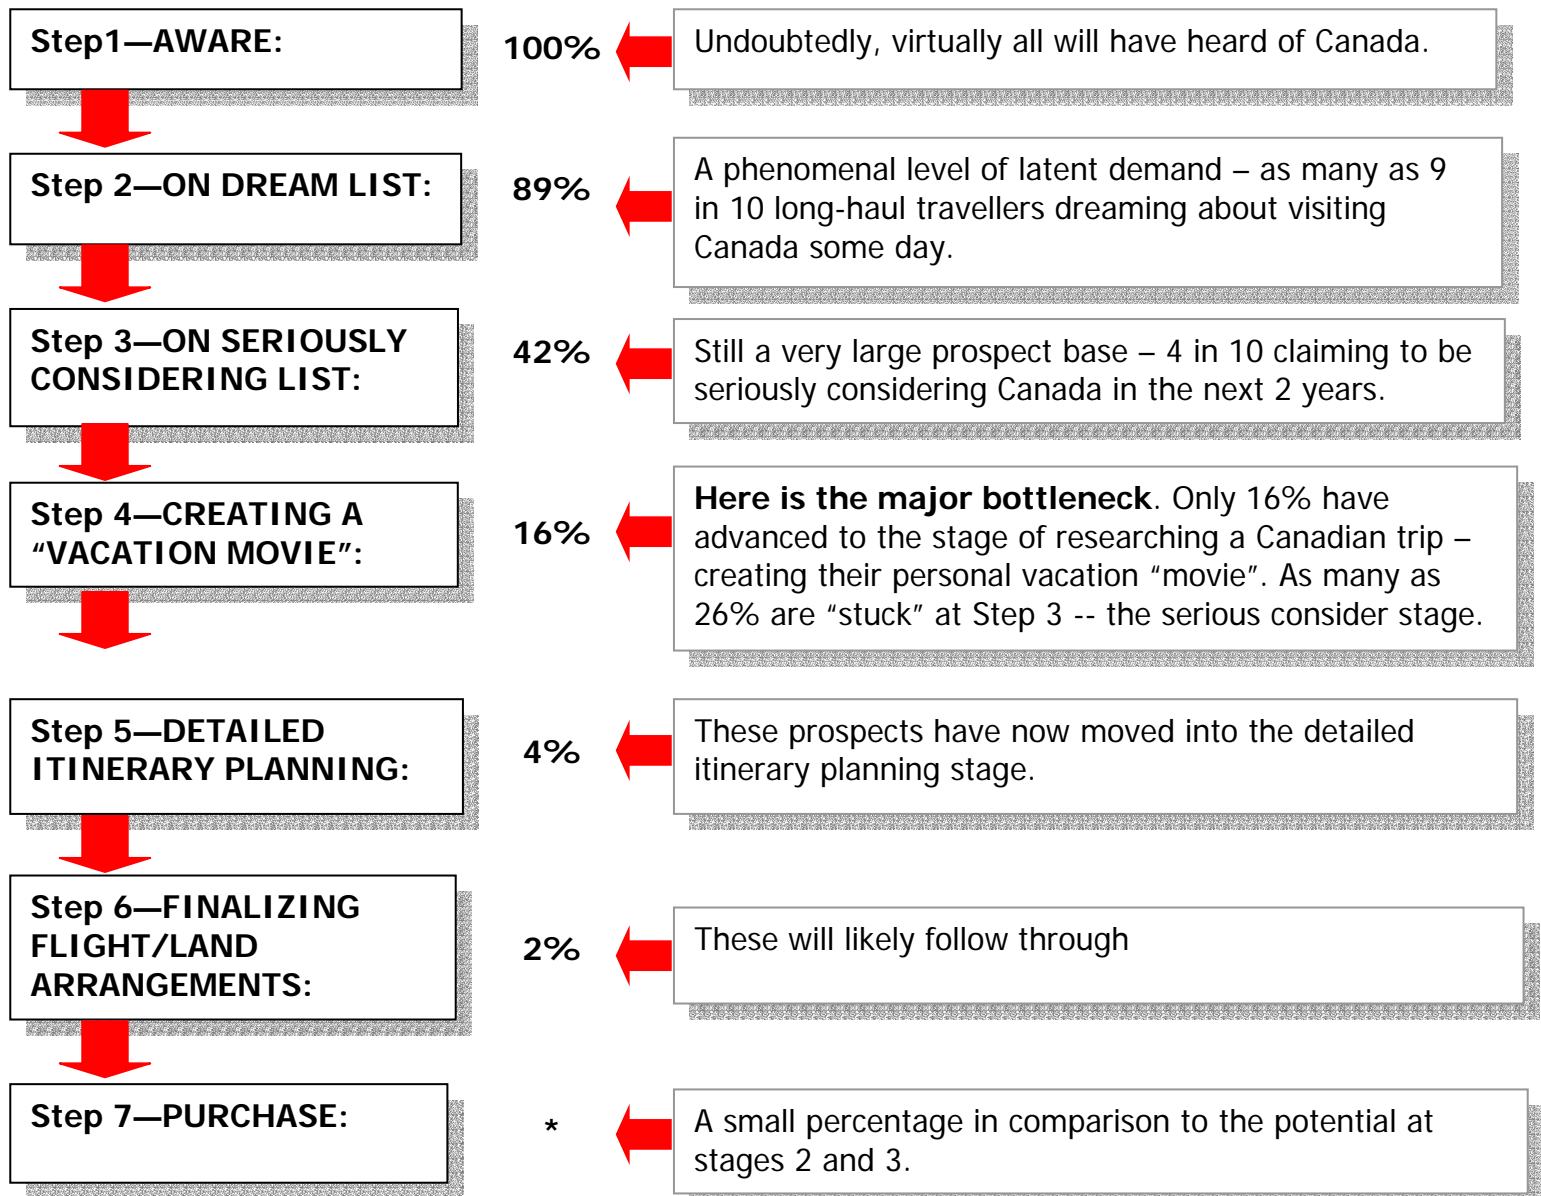 Step1—AWARE:
100%
Undoubtedly, virtually all will have heard of Canada.
Step 2—ON DREAM LIST:
89%
A phenomenal level of latent demand – as many as 9
in 10 long-haul travellers dreaming about visiting
Canada some day.
Step 3—ON SERIOUSLY
CONSIDERING LIST:
42%
Still a very large prospect base – 4 in 10 claiming to be
seriously considering Canada in the next 2 years.
Step 4—CREATING A
“VACATION MOVIE”:
16%
Here is the major bottleneck. Only 16% have
advanced to the stage of researching a Canadian trip –
creating their personal vacation “movie”. As many as
26% are “stuck” at Step 3 -- the serious consider stage.
Step 5—DETAILED
ITINERARY PLANNING:
4%
These prospects have now moved into the detailed
itinerary planning stage.
Step 6—FINALIZING
FLIGHT/LAND
ARRANGEMENTS:
2%
These will likely follow through
Step 7—PURCHASE:
*
A small percentage in comparison to the potential at
stages 2 and 3.